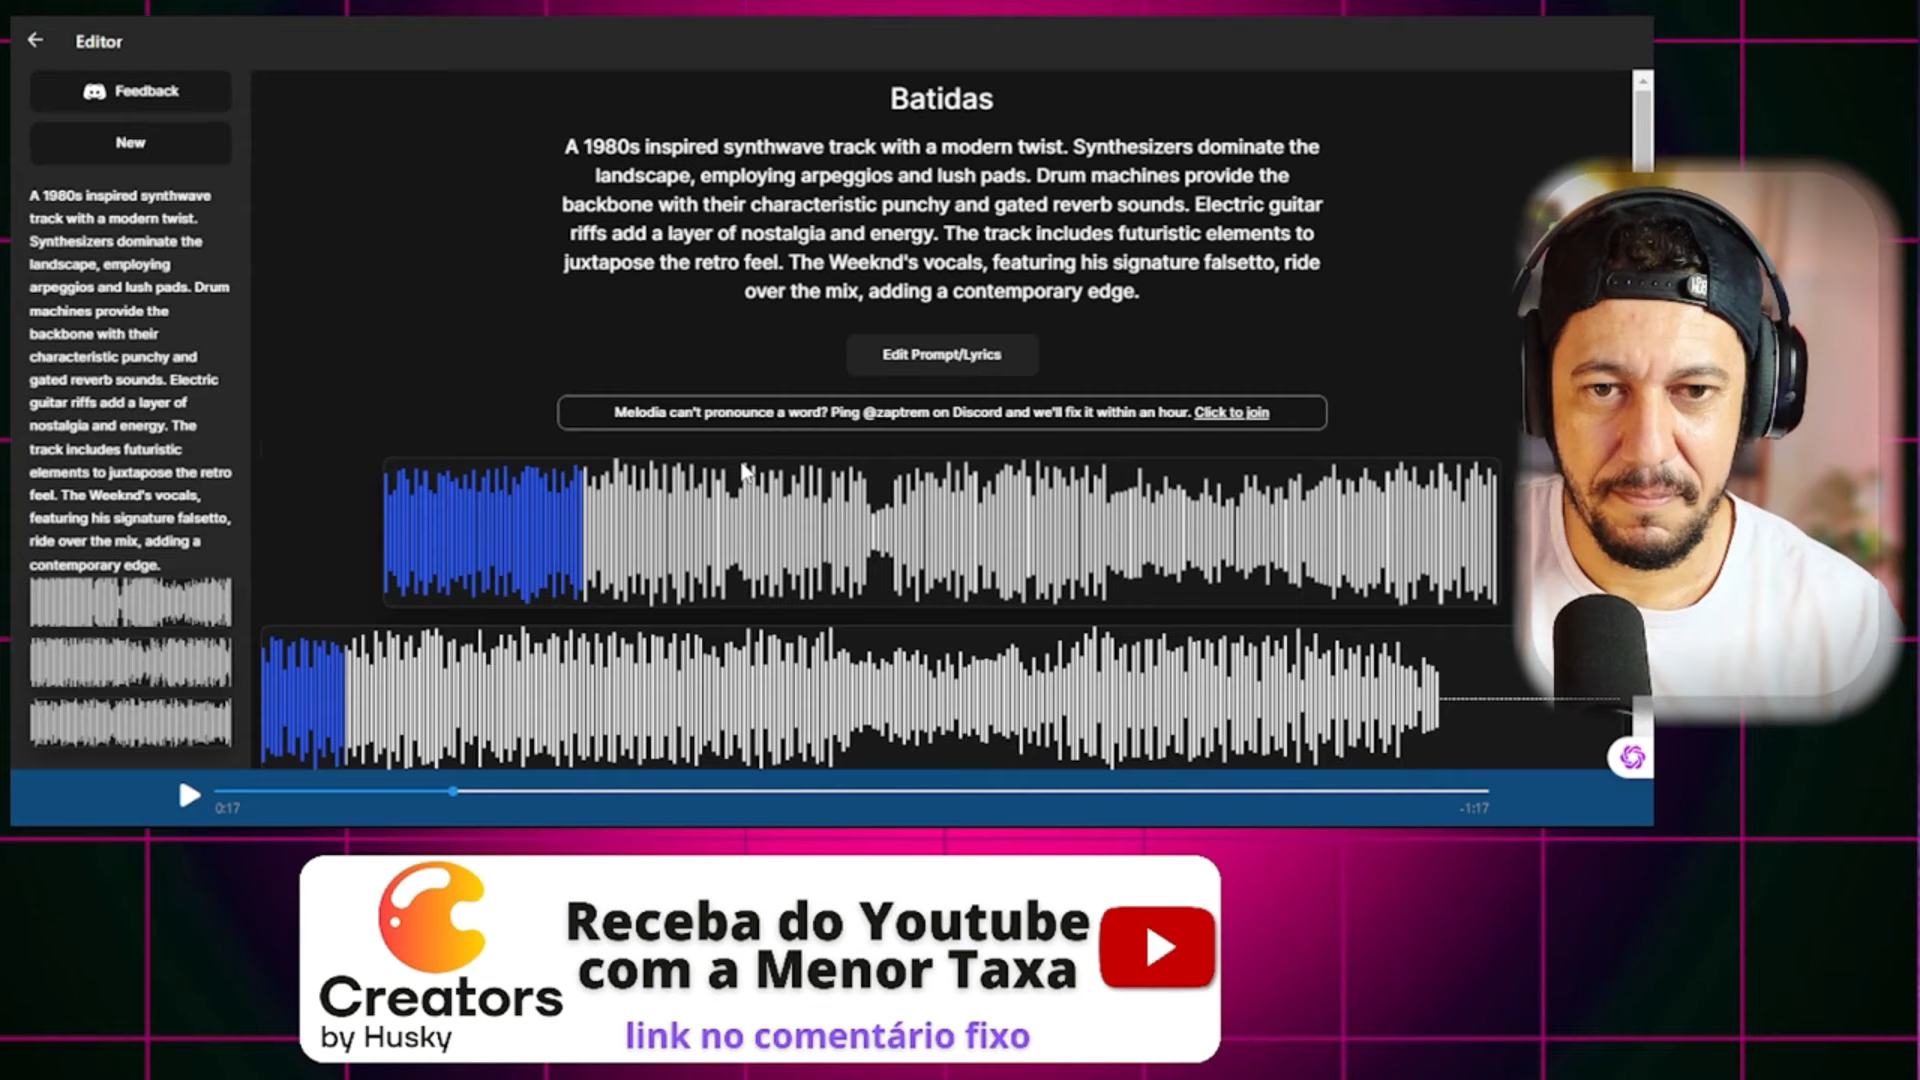 Editor
Feedback
New
A 1980s inspired synthwave
track with a modern twist.
Synthesizers dominate the
landscape, employing
arpeggios and lush pads. Drum
machines provide the
backbone with their
characteristic punchy and
gated reverb sounds. Electric
guitar riffs add a layer of
nostalgia and energy. The
track includes futuristic
elements to juxtapose the retro
feel. The Weeknd's vocals,
featuring his signature falsetto,
ride over the mix, adding a
contemporary edge.
Batidas
A 1980s inspired synthwave track with a modern twist. Synthesizers dominate the
landscape, employing arpeggios and lush pads. Drum machines provide the
backbone with their characteristic punchy and gated reverb sounds. Electric guitar
riffs add a layer of nostalgia and energy. The track includes futuristic elements to
juxtapose the retro feel. The Weeknd's vocals, featuring his signature falsetto, ride
over the mix, adding a contemporary edge.
Edit Prompt/Lyrics
Melodia can't pronounce a word? Ping @zaptrem on Discord and we'll fix it within an hour. Click to join
0:17
-1:17
Creators
by Husky
Receba do Youtube
com a Menor Taxa
link no comentário fixo